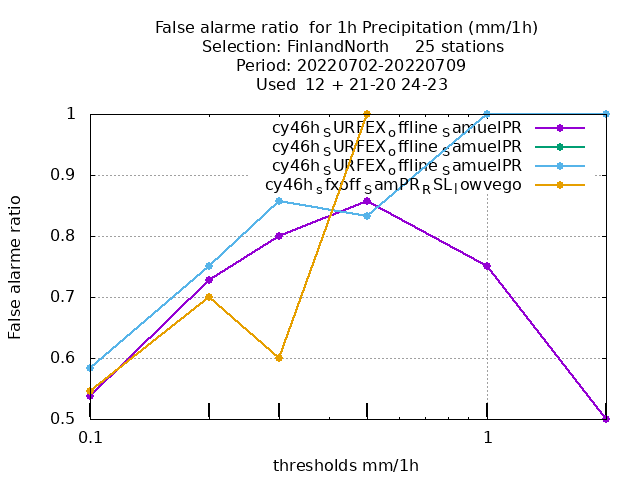 False alarme ratio  for 1h Precipitation (mm/1h)
Selection: FinlandNorth     25 stations
Period: 20220702-20220709
Used  12 + 21-20 24-23
1
0.9
0.8
0.7
0.6
0.5
False alarme ratio
cy46h_SURFEX_offline_SamuelPR
cy46h_SURFEX_offline_SamuelPR
cy46h_SURFEX_offline_SamuelPR
cy46h_sfxoff_SamPR_RSL_lowvego
0.1
1
thresholds mm/1h